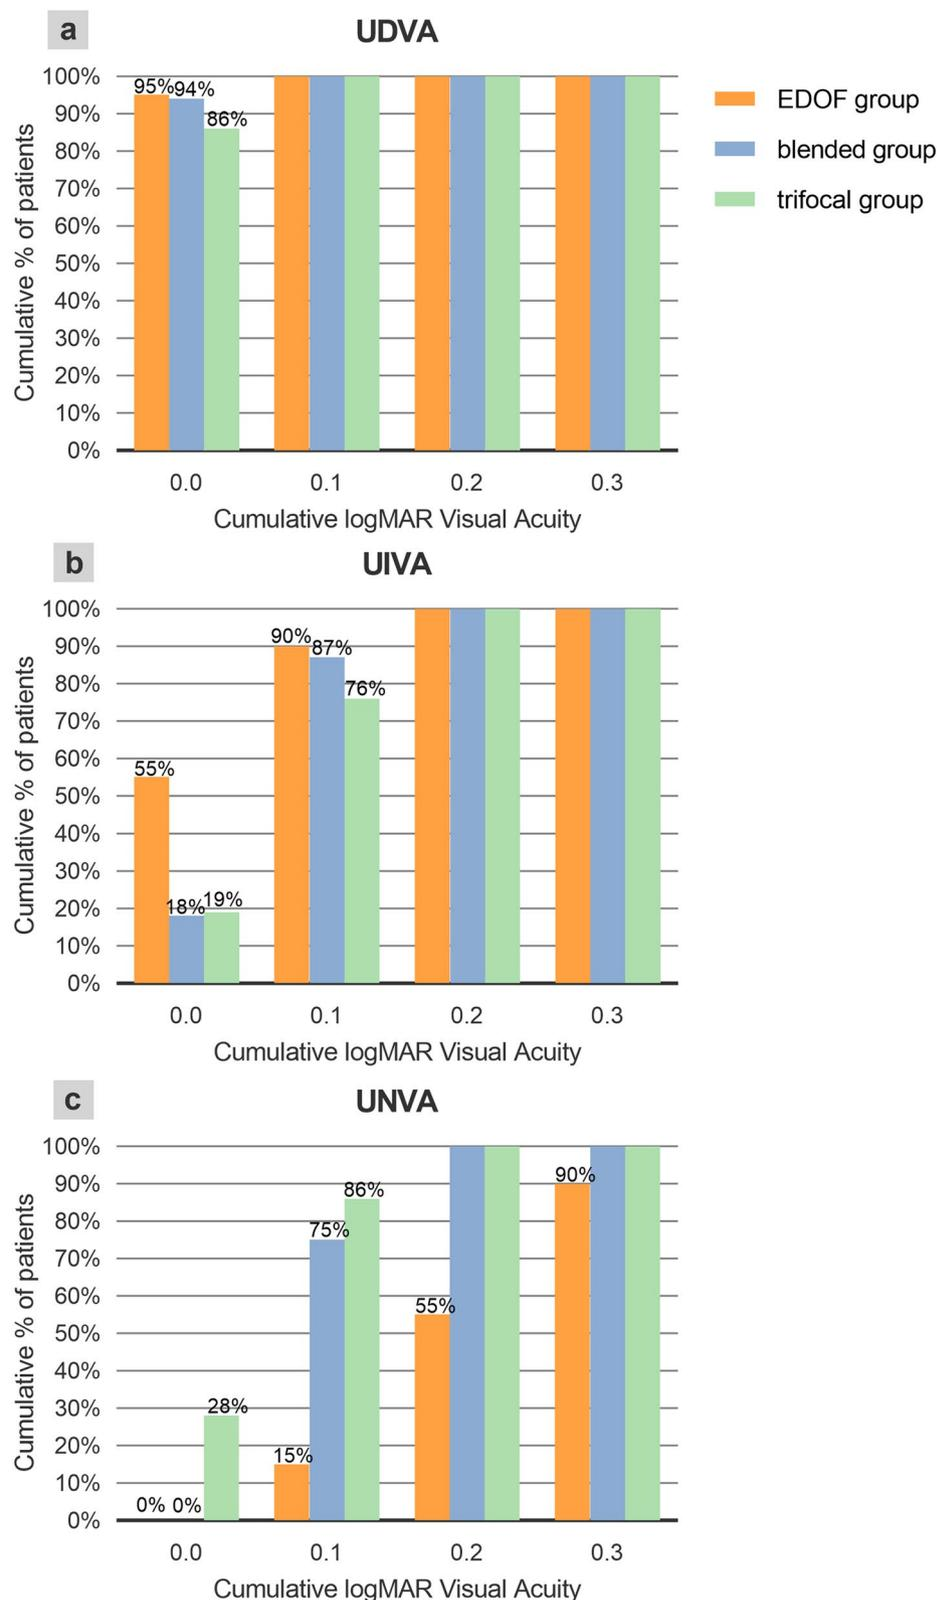 a
UDVA
100%
90%
80%
70%
60%
50%
40%
30%
20%
10%
0%
Cumulative % of patients
95% 94% 86%
0.0 0.1 0.2 0.3
Cumulative logMAR Visual Acuity
EDOF group
blended group
trifocal group
b
UIVA
100%
90%
80%
70%
60%
50%
40%
30%
20%
10%
0%
Cumulative % of patients
55% 18% 19% 90% 87% 76%
0.0 0.1 0.2 0.3
Cumulative logMAR Visual Acuity
c
UNVA
100%
90%
80%
70%
60%
50%
40%
30%
20%
10%
0%
Cumulative % of patients
0% 0% 28% 15% 75% 86% 55% 90%
0.0 0.1 0.2 0.3
Cumulative logMAR Visual Acuity